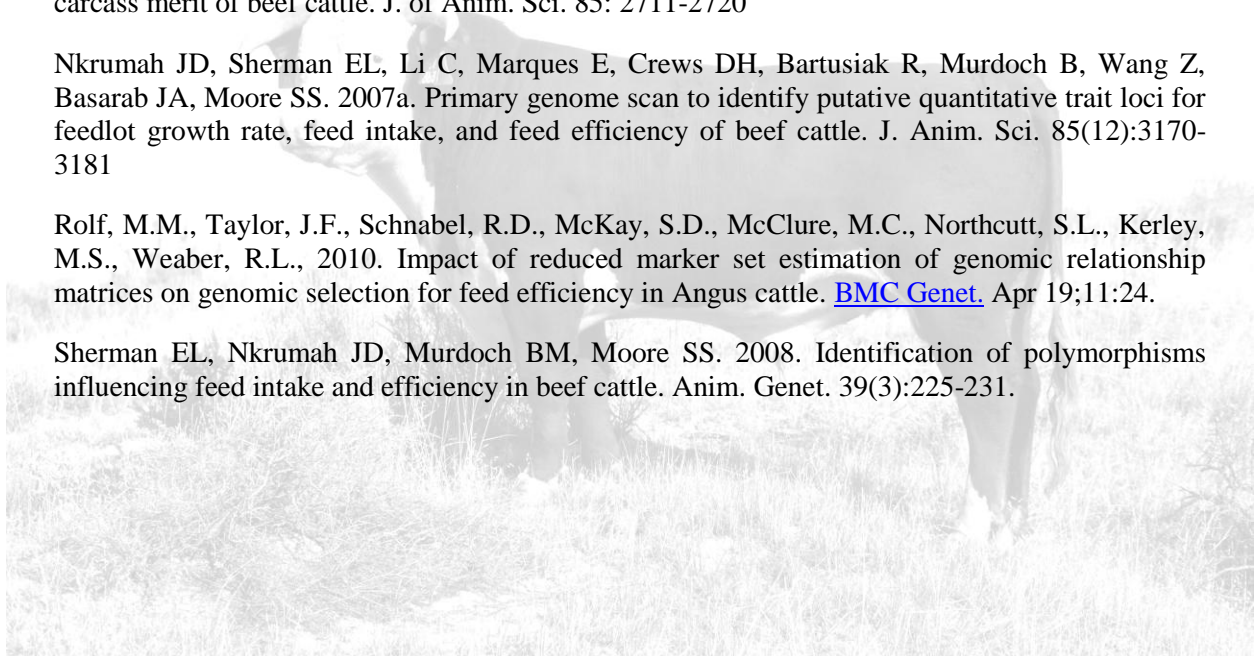 carcass merit of beef cattle. J. of Anim. Sci. 85: 2711-2720
Nkrumah JD, Sherman EL, Li C, Marques E, Crews DH, Bartusiak R, Murdoch B, Wang Z,
Basarab JA, Moore SS. 2007a. Primary genome scan to identify putative quantitative trait loci for
feedlot growth rate, feed intake, and feed efficiency of beef cattle. J. Anim. Sci. 85(12):3170-
3181
Rolf, M.M., Taylor, J.F., Schnabel, R.D., McKay, S.D., McClure, M.C., Northcutt, S.L., Kerley,
M.S., Weaber, R.L., 2010. Impact of reduced marker set estimation of genomic relationship
matrices on genomic selection for feed efficiency in Angus cattle. BMC Genet. Apr 19;11:24.
Sherman EL, Nkrumah JD, Murdoch BM, Moore SS. 2008. Identification of polymorphisms
influencing feed intake and efficiency in beef cattle. Anim. Genet. 39(3):225-231.